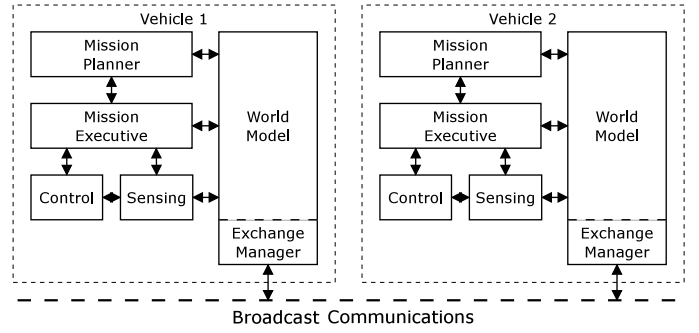 Vehicle 1
Mission
Planner
Mission
Executive
World
Model
Control
Sensing
Exchange
Manager
Vehicle 2
Mission
Planner
Mission
Executive
World
Model
Control
Sensing
Exchange
Manager
Broadcast Communications